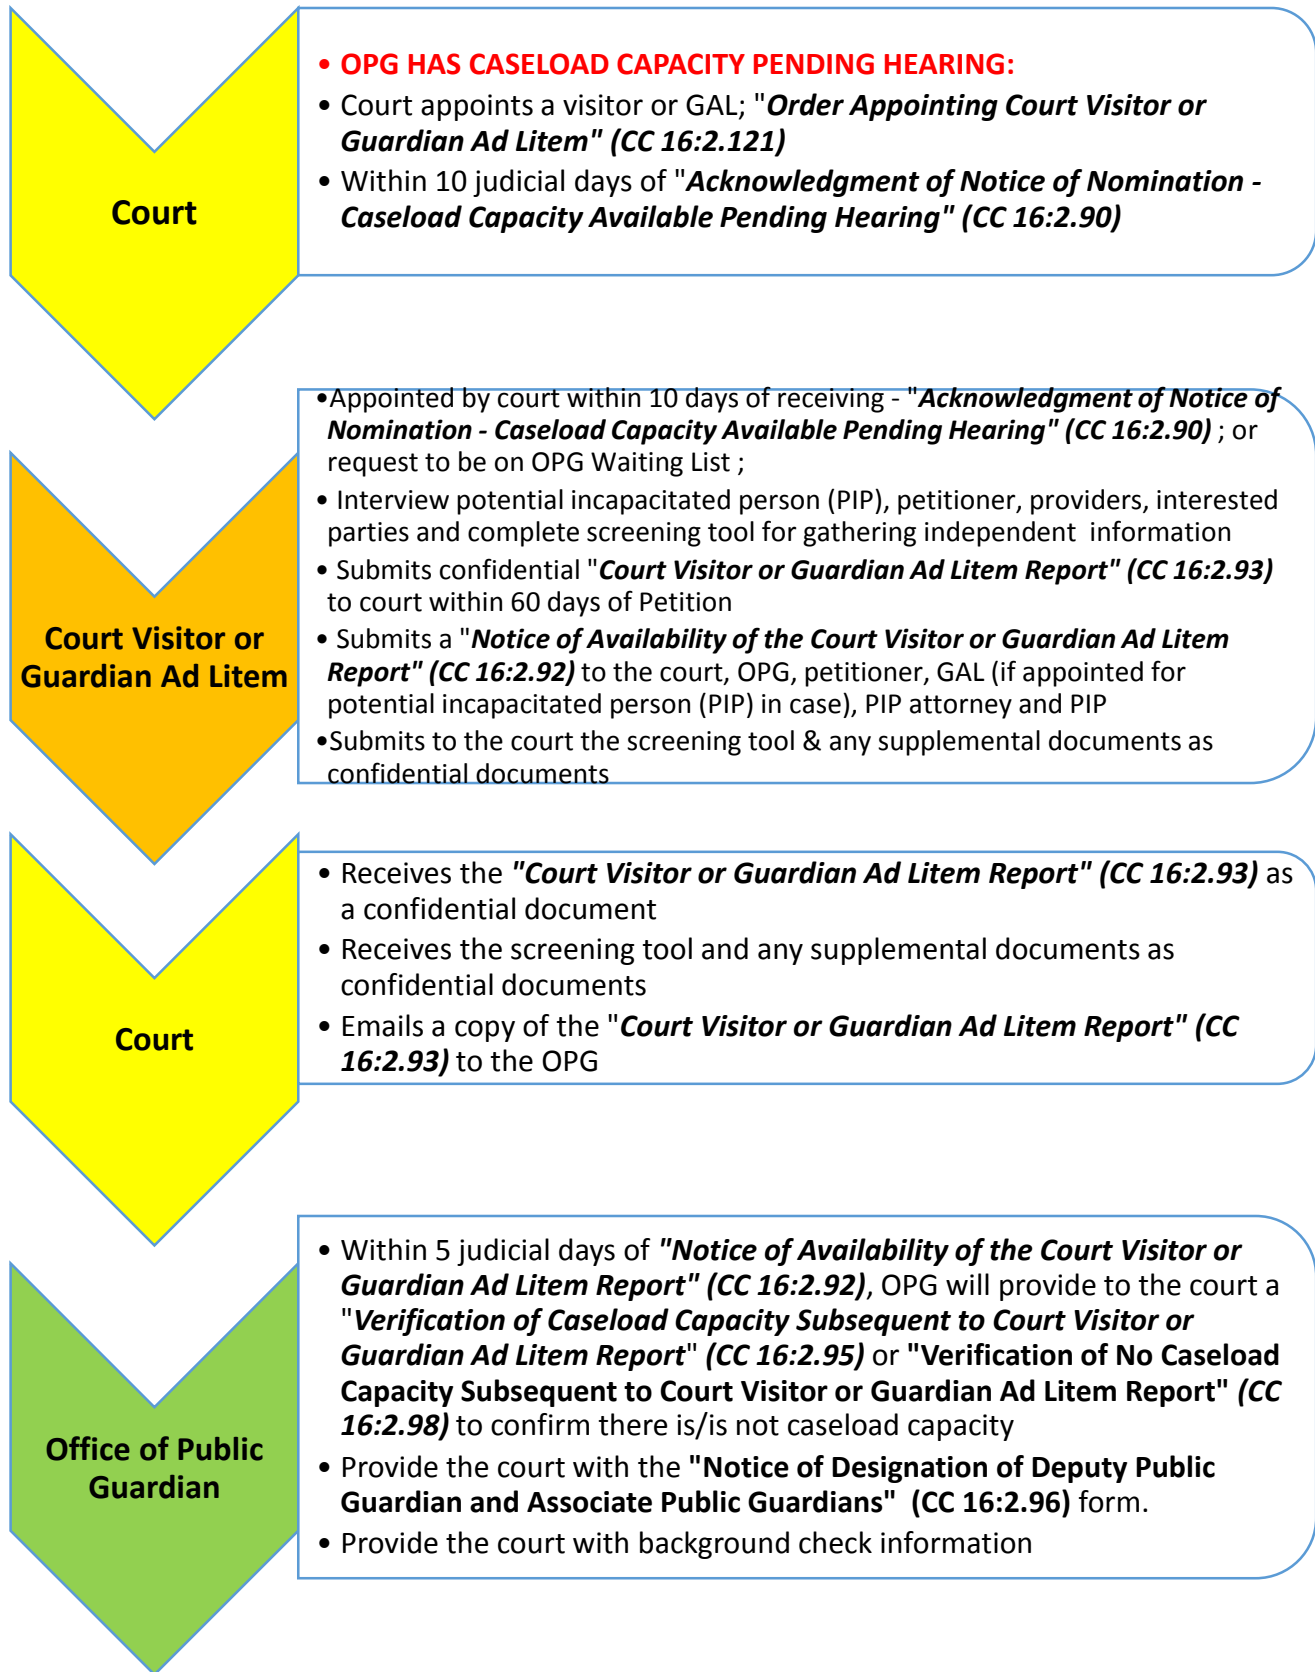 Court
• OPG HAS CASELOAD CAPACITY PENDING HEARING:
• Court appoints a visitor or GAL; "Order Appointing Court Visitor or
Guardian Ad Litem" (CC 16:2.121)
• Within 10 judicial days of "Acknowledgment of Notice of Nomination -
Caseload Capacity Available Pending Hearing" (CC 16:2.90)
Court Visitor or
Guardian Ad Litem
•Appointed by court within 10 days of receiving - "Acknowledgment of Notice of
Nomination - Caseload Capacity Available Pending Hearing" (CC 16:2.90) ; or
request to be on OPG Waiting List ;
• Interview potential incapacitated person (PIP), petitioner, providers, interested
parties and complete screening tool for gathering independent  information
• Submits confidential "Court Visitor or Guardian Ad Litem Report" (CC 16:2.93)
to court within 60 days of Petition
• Submits a "Notice of Availability of the Court Visitor or Guardian Ad Litem
Report" (CC 16:2.92) to the court, OPG, petitioner, GAL (if appointed for
potential incapacitated person (PIP) in case), PIP attorney and PIP
•Submits to the court the screening tool & any supplemental documents as
confidential documents
Court
• Receives the "Court Visitor or Guardian Ad Litem Report" (CC 16:2.93) as
a confidential document
• Receives the screening tool and any supplemental documents as
confidential documents
• Emails a copy of the "Court Visitor or Guardian Ad Litem Report" (CC
16:2.93) to the OPG
Office of Public
Guardian
• Within 5 judicial days of "Notice of Availability of the Court Visitor or
Guardian Ad Litem Report" (CC 16:2.92), OPG will provide to the court a
"Verification of Caseload Capacity Subsequent to Court Visitor or
Guardian Ad Litem Report" (CC 16:2.95) or "Verification of No Caseload
Capacity Subsequent to Court Visitor or Guardian Ad Litem Report" (CC
16:2.98) to confirm there is/is not caseload capacity
• Provide the court with the "Notice of Designation of Deputy Public
Guardian and Associate Public Guardians"  (CC 16:2.96) form.
• Provide the court with background check information